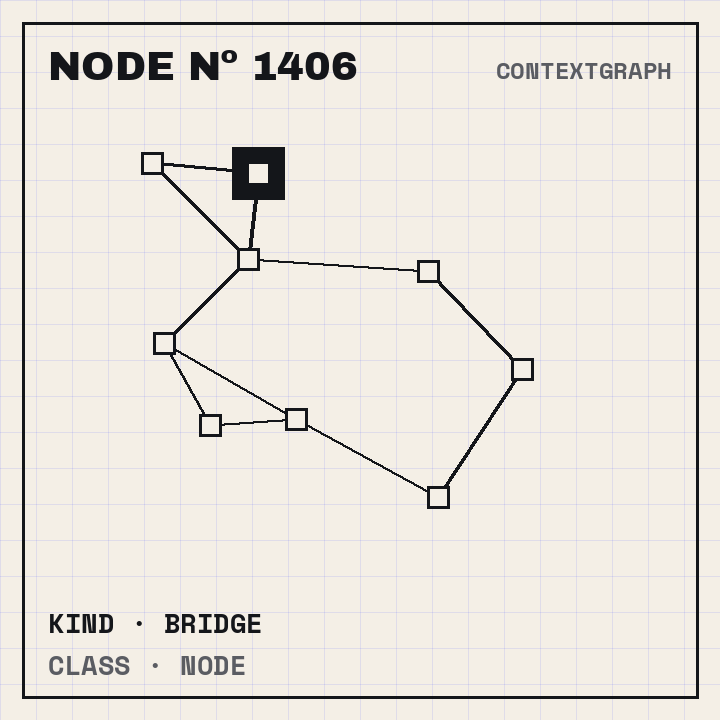 NODE Nº 1406
CONTEXTGRAPH
KIND · BRIDGE
CLASS · NODE